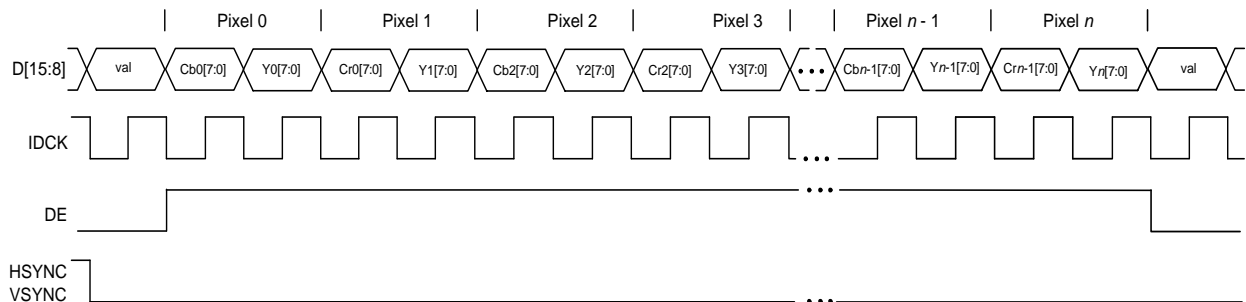 Pixel 0 Pixel 1 Pixel 2 Pixel 3 Pixel n - 1 Pixel n
D[15:8] val Cb0[7:0] Y0[7:0] Cr0[7:0] Y1[7:0] Cb2[7:0] Y2[7:0] Cr2[7:0] Y3[7:0] ... Cbn-1[7:0] Yn-1[7:0] Crn-1[7:0] Yn[7:0] val
IDCK ...
DE ...
HSYNC
VSYNC ...